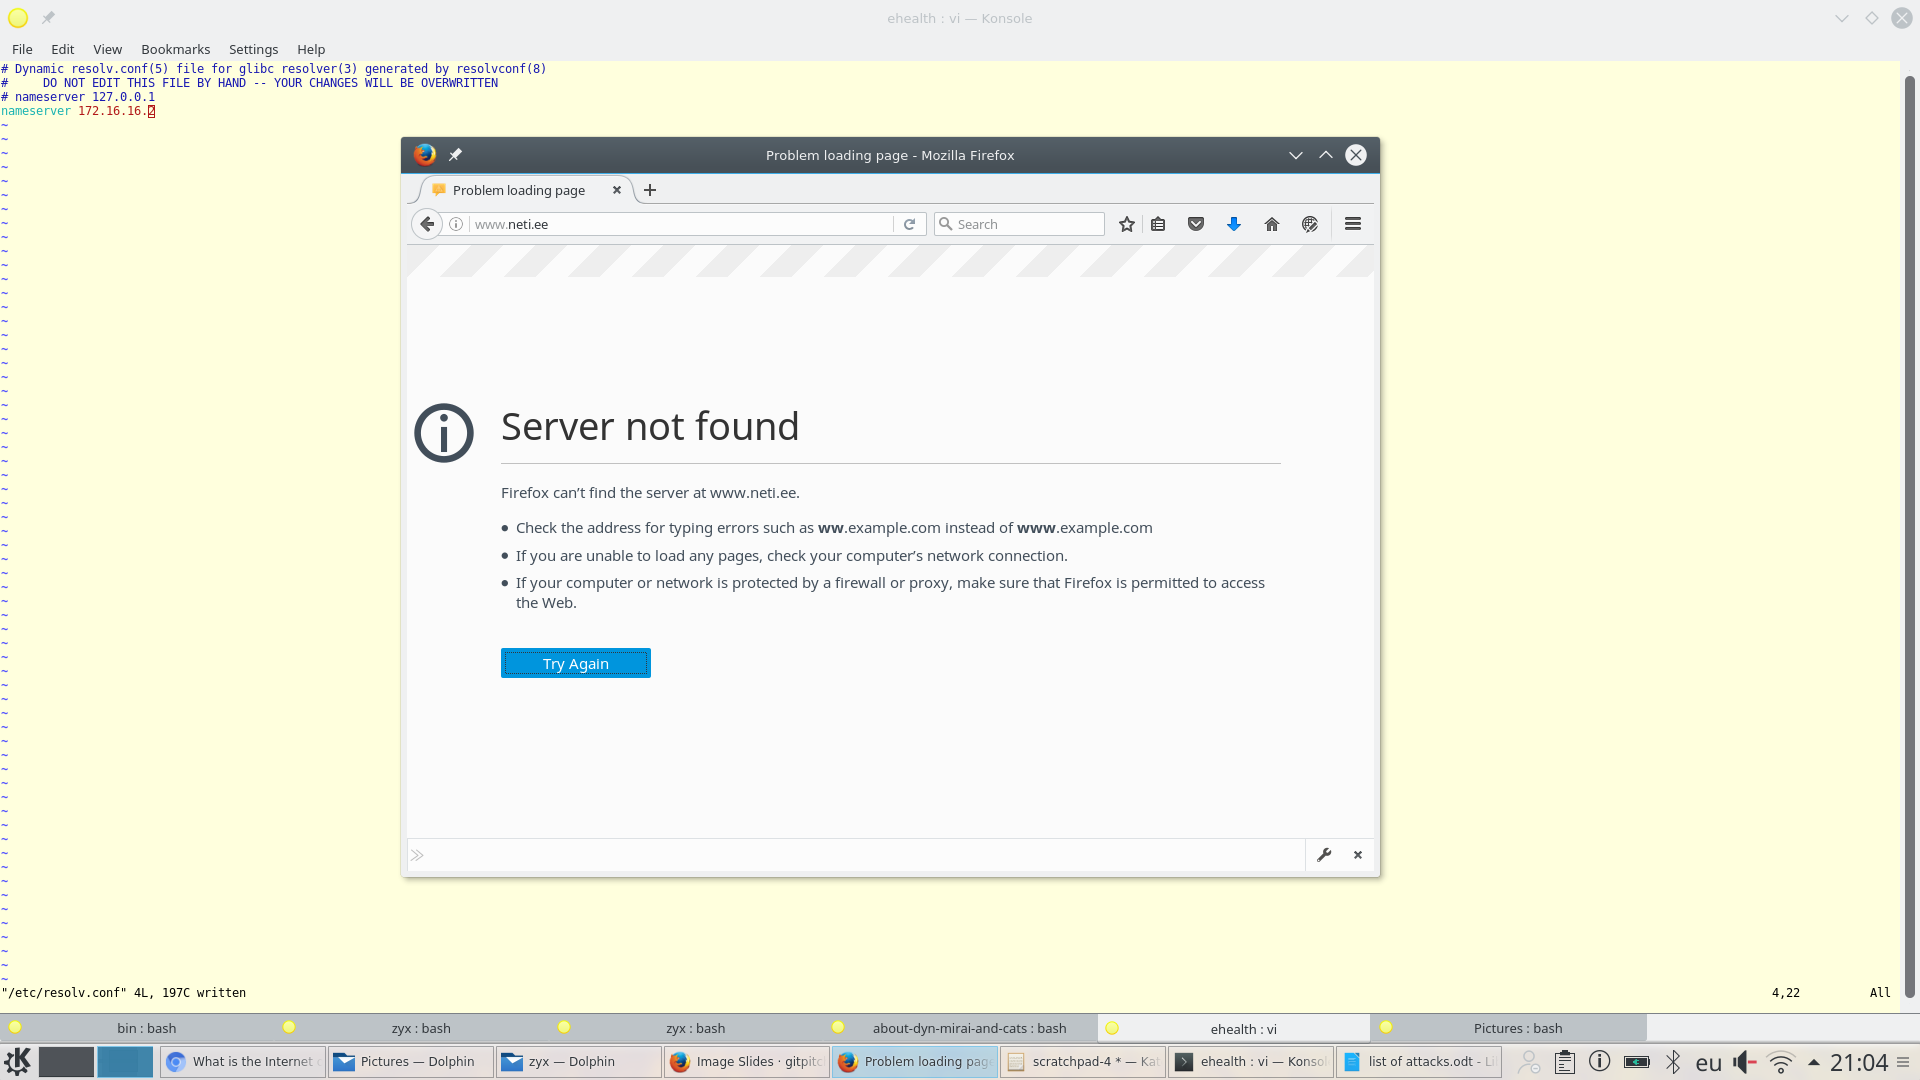 ehealth : vi — Konsole
File Edit View Bookmarks Settings Help
# Dynamic resolv.conf(5) file for glibc resolver(3) generated by resolvconf(8)
#     DO NOT EDIT THIS FILE BY HAND -- YOUR CHANGES WILL BE OVERWRITTEN
# nameserver 127.0.0.1
nameserver 172.16.16.2
Problem loading page - Mozilla Firefox
Problem loading page
www.neti.ee
Search
Server not found
Firefox can’t find the server at www.neti.ee.
Check the address for typing errors such as ww.example.com instead of www.example.com
If you are unable to load any pages, check your computer’s network connection.
If your computer or network is protected by a firewall or proxy, make sure that Firefox is permitted to access
the Web.
Try Again
"/etc/resolv.conf" 4L, 197C written 4,22 All
bin : bash zyx : bash zyx : bash about-dyn-mirai-and-cats : bash ehealth : vi Pictures : bash
What is the Internet Pictures — Dolphin zyx — Dolphin Image Slides · gitpitc Problem loading pag scratchpad-4 * — Kat ehealth : vi — Konso list of attacks.odt - Li eu 21:04